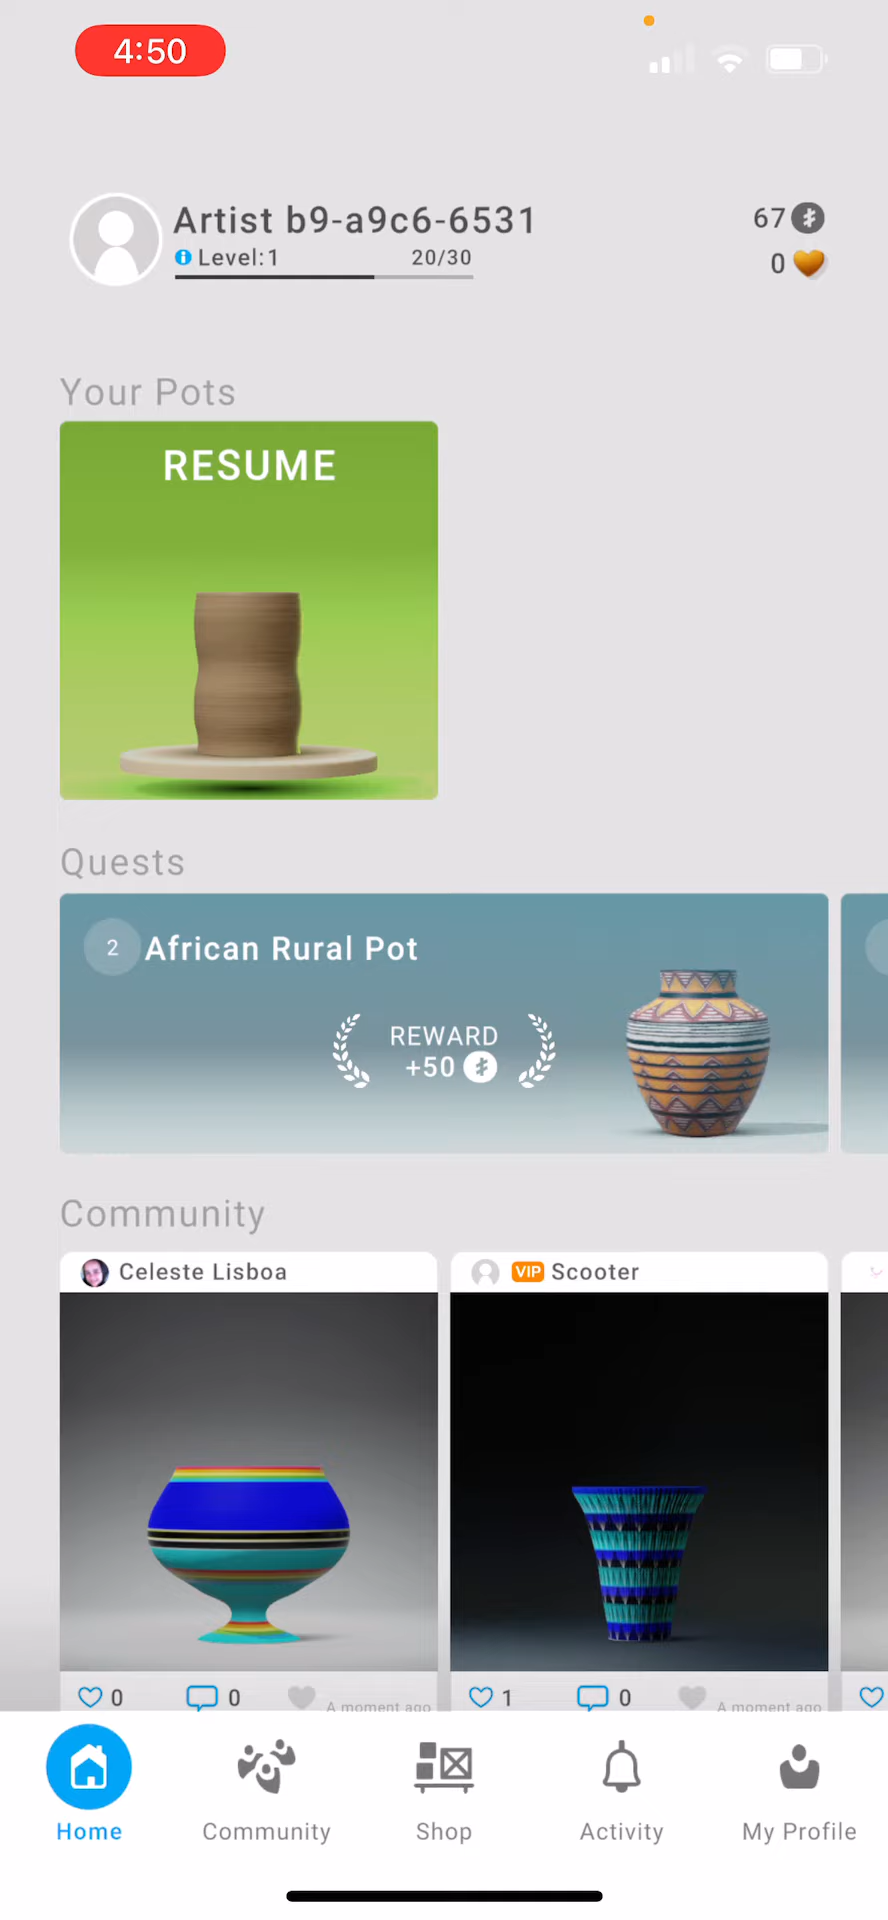 4:50
Artist b9-a9c6-6531
67
Level:1 20/30
0
Your Pots
RESUME
Quests
2 African Rural Pot
REWARD
+50
Community
Celeste Lisboa
VIP Scooter
0 0 A moment ago
1 0 A moment ago
Home Community Shop Activity My Profile